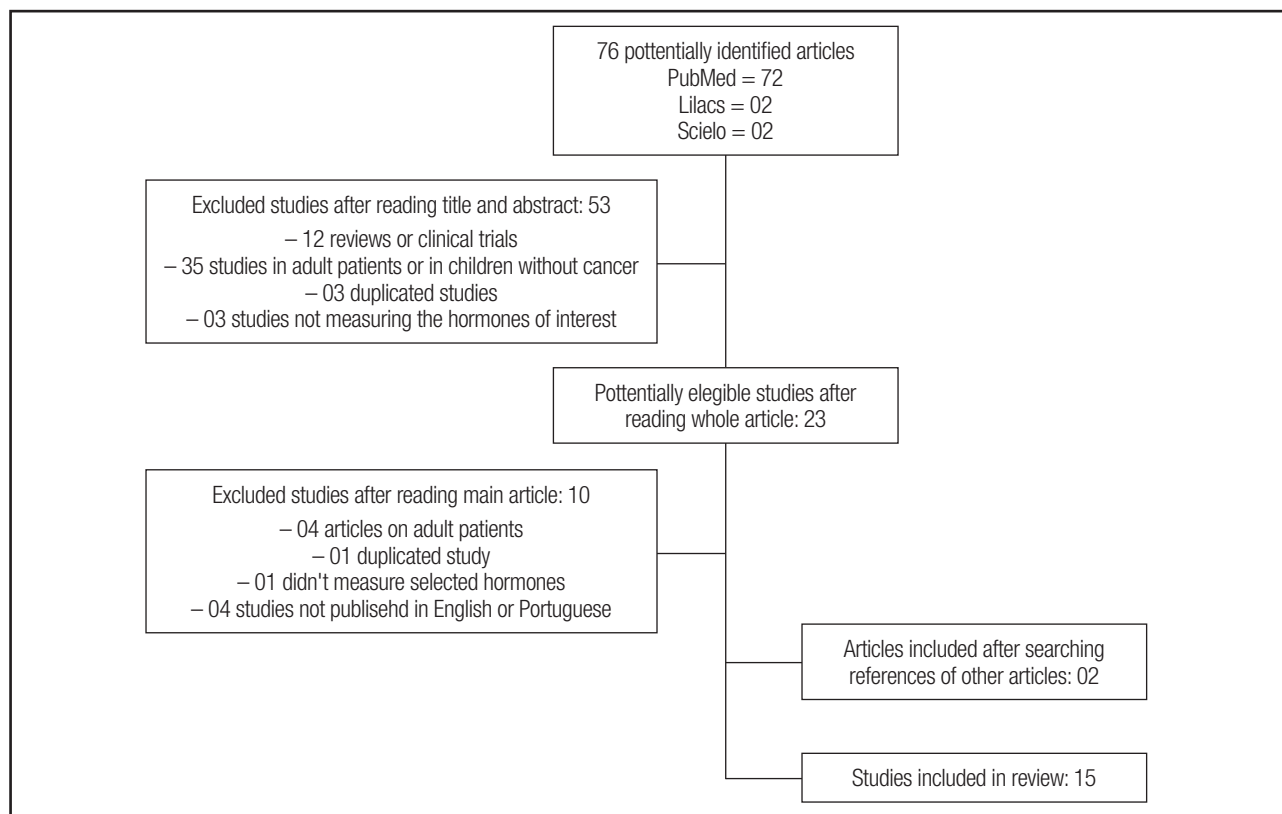 76 pottentially identified articles
PubMed = 72
Lilacs = 02
Scielo = 02
Excluded studies after reading title and abstract: 53
– 12 reviews or clinical trials
– 35 studies in adult patients or in children without cancer
– 03 duplicated studies
– 03 studies not measuring the hormones of interest
Pottentially elegible studies after
reading whole article: 23
Excluded studies after reading main article: 10
– 04 articles on adult patients
– 01 duplicated study
– 01 didn't measure selected hormones
– 04 studies not publisehd in English or Portuguese
Articles included after searching
references of other articles: 02
Studies included in review: 15